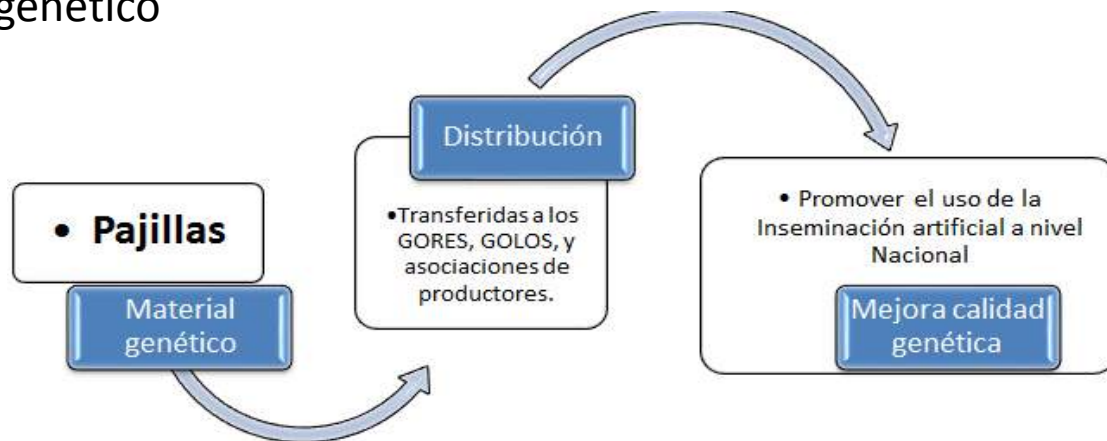 genético
• Pajillas
Material
genético
Distribución
•Transferidas a los
GORES, GOLOS, y
asociaciones de
productores.
• Promover el uso de la
Inseminación artificial a nivel
Nacional
Mejora calidad
genética